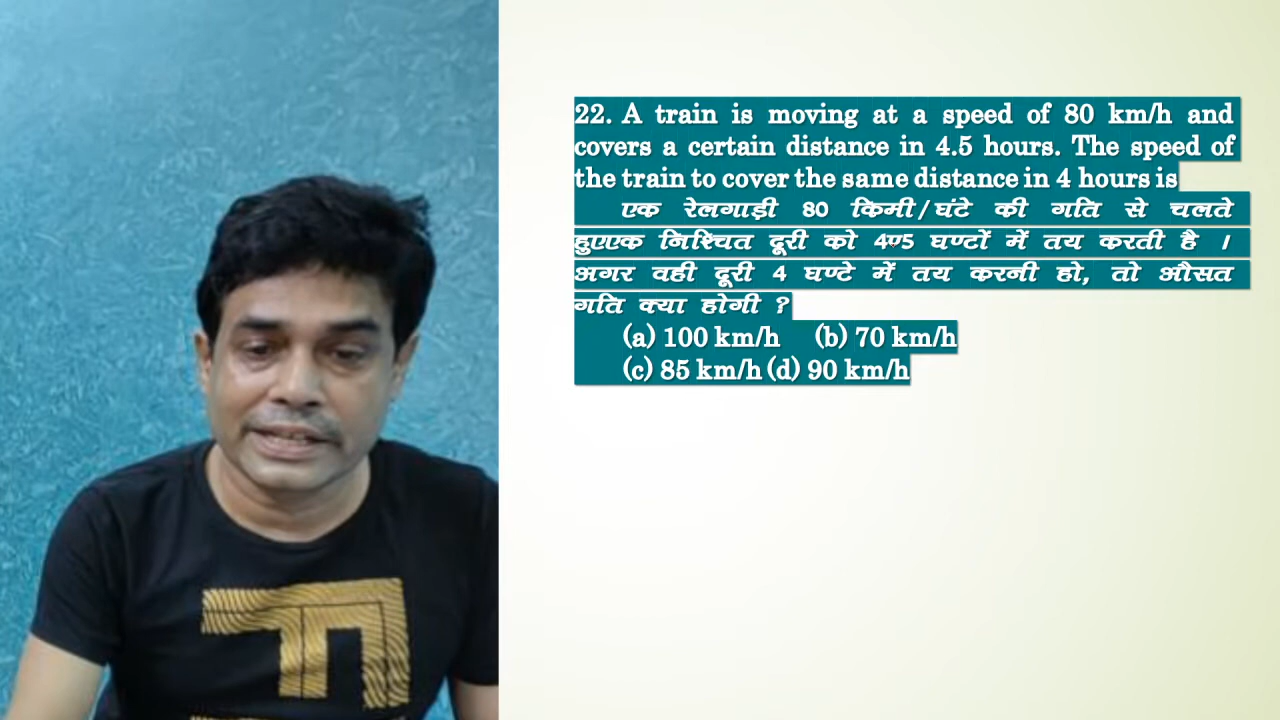 22. A train is moving at a speed of 80 km/h and
covers a certain distance in 4.5 hours. The speed of
the train to cover the same distance in 4 hours is
एक रेलगाड़ी 80 किमी/घंटे की गति से चलते
हुएएक निश्चित दूरी को 4ण्5 घण्टों में तय करती है ।
अगर वही दूरी 4 घण्टे में तय करनी हो, तो औसत
गति क्या होगी ?
(a) 100 km/h (b) 70 km/h
(c) 85 km/h (d) 90 km/h